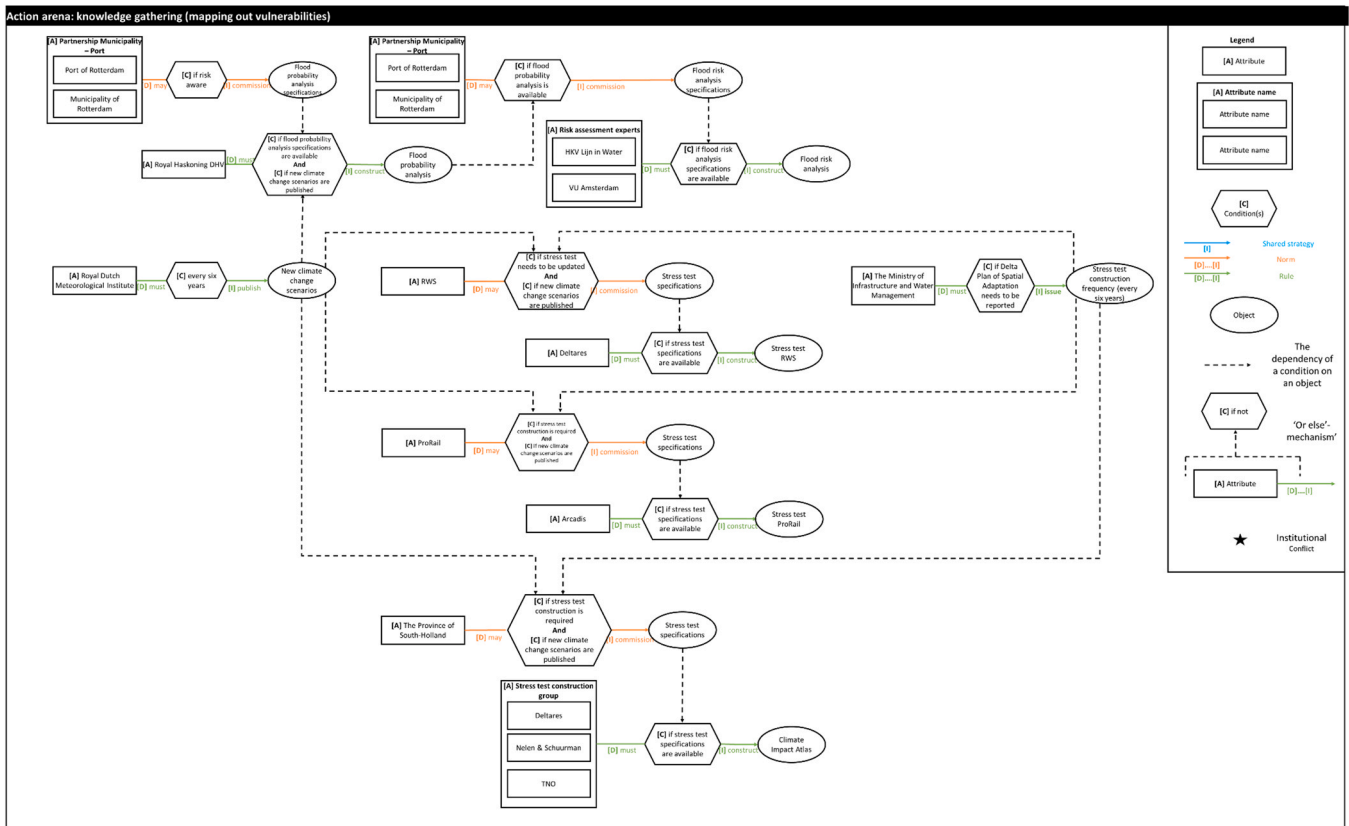 Action arena: knowledge gathering (mapping out vulnerabilities)
[A] Partnership Municipality
– Port
Port of Rotterdam
Municipality of
Rotterdam
[D] may
[C] if risk
aware
[I] commission
Flood
probability
analysis
specifications
[A] Partnership Municipality
– Port
Port of Rotterdam
Municipality of
Rotterdam
[D] may
[C] if flood
probability
analysis is
available
[I] commission
Flood risk
analysis
specifications
[A] Royal Haskoning DHV
[D] must
[C] if flood probability
analysis specifications
are available
And
[C] if new climate
change scenarios are
published
[I] construct
Flood
probability
analysis
[A] Risk assessment experts
HKV Lijn in Water
VU Amsterdam
[D] must
[C] if flood risk
analysis
specifications
are available
[I] construct
Flood risk
analysis
[A] Royal Dutch
Meteorological Institute
[D] must
[C] every six
years
[I] publish
New climate
change
scenarios
[A] RWS
[D] may
[C] if stress test
needs to be updated
And
[C] if new climate
change scenarios
are published
[I] commission
Stress test
specifications
[A] The Ministry of
Infrastructure and Water
Management
[D] must
[C] if Delta
Plan of Spatial
Adaptation
needs to be
reported
[I] issue
Stress test
construction
frequency (every
six years)
[A] Deltares
[D] must
[C] if stress test
specifications
are available
[I] construct
Stress test
RWS
[A] ProRail
[D] may
[C] if stress test
construction is required
And
[C] if new climate
change scenarios are
published
[I] commission
Stress test
specifications
[A] Arcadis
[D] must
[C] if stress test
specifications
are available
[I] construct
Stress test
ProRail
[A] The Province of
South-Holland
[D] may
[C] if stress test
construction is
required
And
[C] if new climate
change scenarios are
published
[I] commission
Stress test
specifications
[A] Stress test construction
group
Deltares
Nelen & Schuurman
TNO
[D] must
[C] if stress test
specifications
are available
[I] construct
Climate
Impact Atlas
Legend
[A] Attribute
[A] Attribute name
Attribute name
Attribute name
[C]
Condition(s)
[I]
Shared strategy
[D]....[I]
Norm
[D]....[I]
Rule
Object
The
dependency of
a condition on
an object
[C] if not
'Or else'-
mechanism'
[A] Attribute
[D]....[I]
Institutional
Conflict